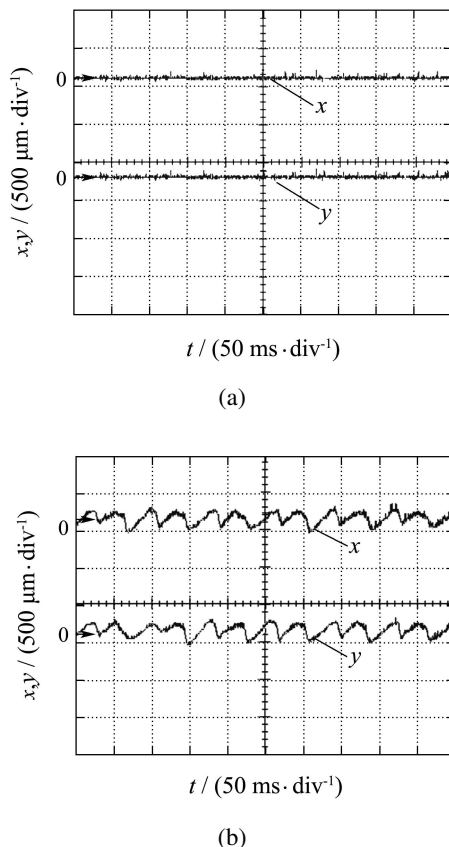 x,y / (500 μm·div⁻¹)
0
x
0
y
t / (50 ms·div⁻¹)
(a)
x,y / (500 μm·div⁻¹)
0
x
0
y
t / (50 ms·div⁻¹)
(b)